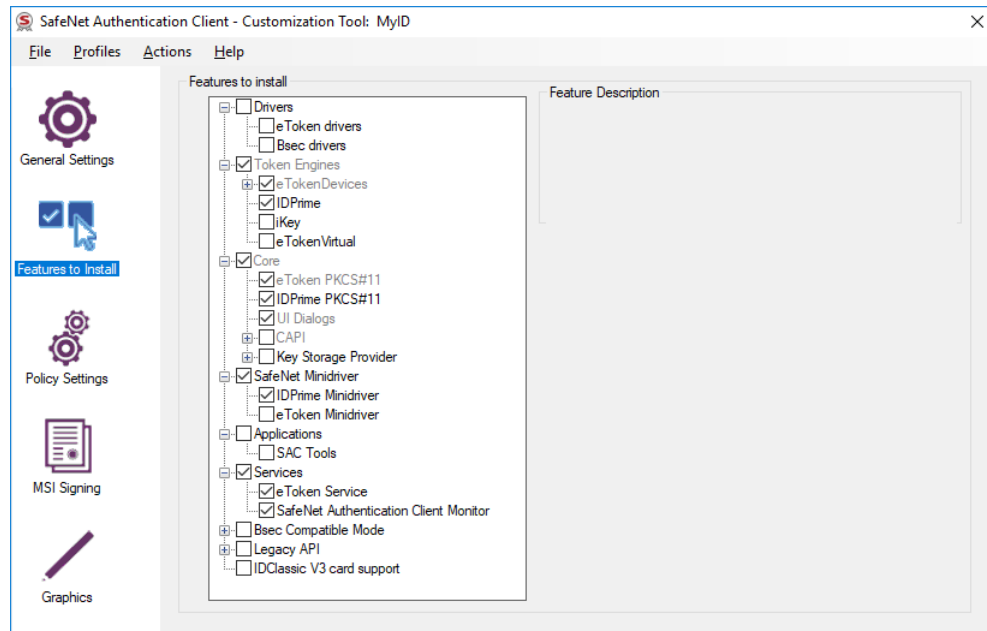 SafeNet Authentication Client - Customization Tool: MyID
File Profiles Actions Help
General Settings
Features to Install
Policy Settings
MSI Signing
Graphics
Features to install
Drivers
eToken drivers
Bsec drivers
Token Engines
eTokenDevices
IDPrime
iKey
eTokenVirtual
Core
eToken PKCS#11
IDPrime PKCS#11
UI Dialogs
CAPI
Key Storage Provider
SafeNet Minidriver
IDPrime Minidriver
eToken Minidriver
Applications
SAC Tools
Services
eToken Service
SafeNet Authentication Client Monitor
Bsec Compatible Mode
Legacy API
IDClassic V3 card support
Feature Description